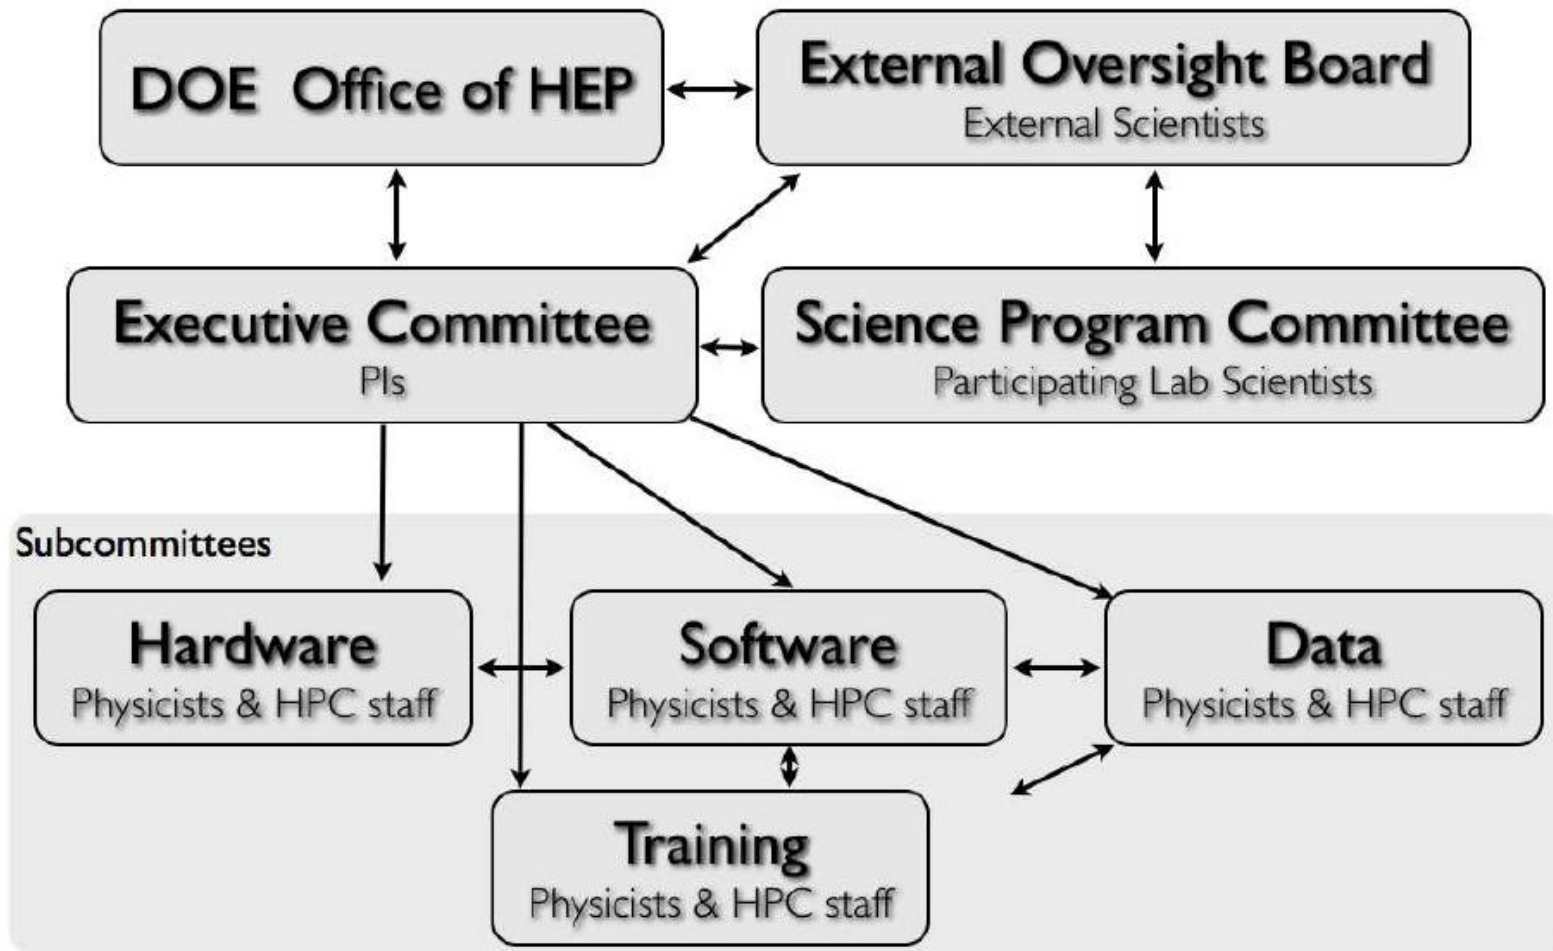 DOE Office of HEP
External Oversight Board
External Scientists
Executive Committee
PIs
Science Program Committee
Participating Lab Scientists
Subcommittees
Hardware
Physicists & HPC staff
Software
Physicists & HPC staff
Data
Physicists & HPC staff
Training
Physicists & HPC staff